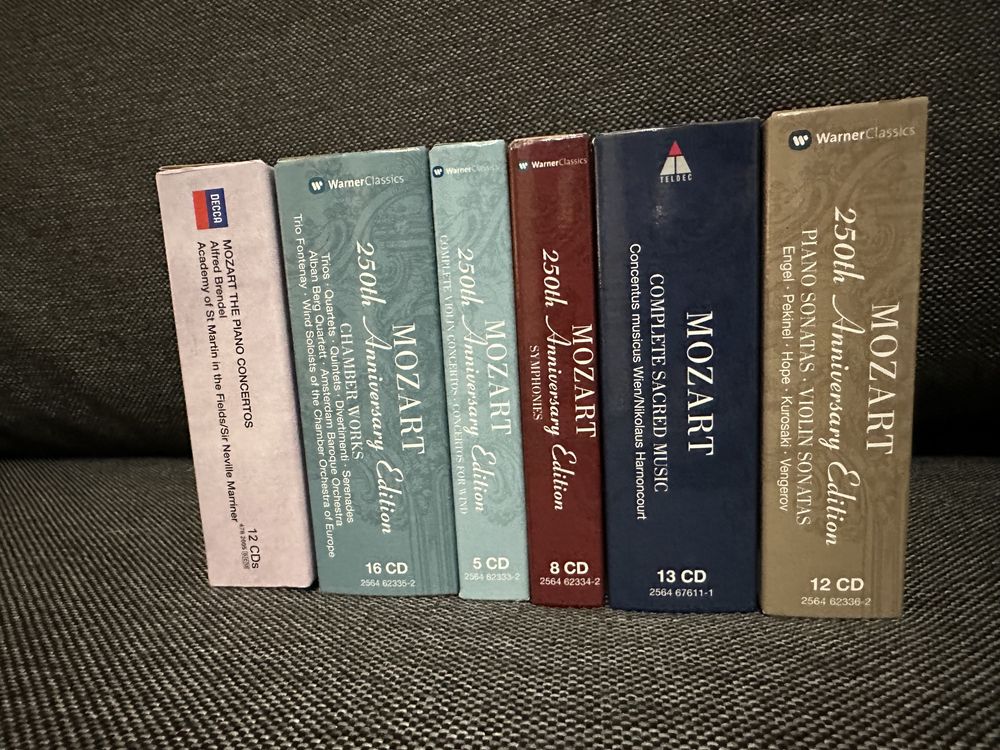 DECCA
MOZART THE PIANO CONCERTOS
Alfred Brendel
Academy of St Martin in the Fields/Sir Neville Marriner
12 CDs
WarnerClassics
MOZART
250th Anniversary Edition
CHAMBER WORKS
Trios · Quartets · Quintets · Divertimenti · Serenades
Alban Berg Quartett · Amsterdam Baroque Orchestra
Trio Fontenay · Wind Soloists of the Chamber Orchestra of Europe
16 CD
2564 62335-2
WarnerClassics
MOZART
250th Anniversary Edition
COMPLETE VIOLIN CONCERTOS · CONCERTOS FOR WIND
5 CD
2564 62333-2
WarnerClassics
MOZART
250th Anniversary Edition
SYMPHONIES
8 CD
2564 62334-2
TELDEC
MOZART
COMPLETE SACRED MUSIC
Concentus musicus Wien/Nikolaus Harnoncourt
13 CD
2564 67611-1
WarnerClassics
MOZART
250th Anniversary Edition
PIANO SONATAS · VIOLIN SONATAS
Engel · Pekinel · Hope · Kurosaki · Vengerov
12 CD
2564 62336-2